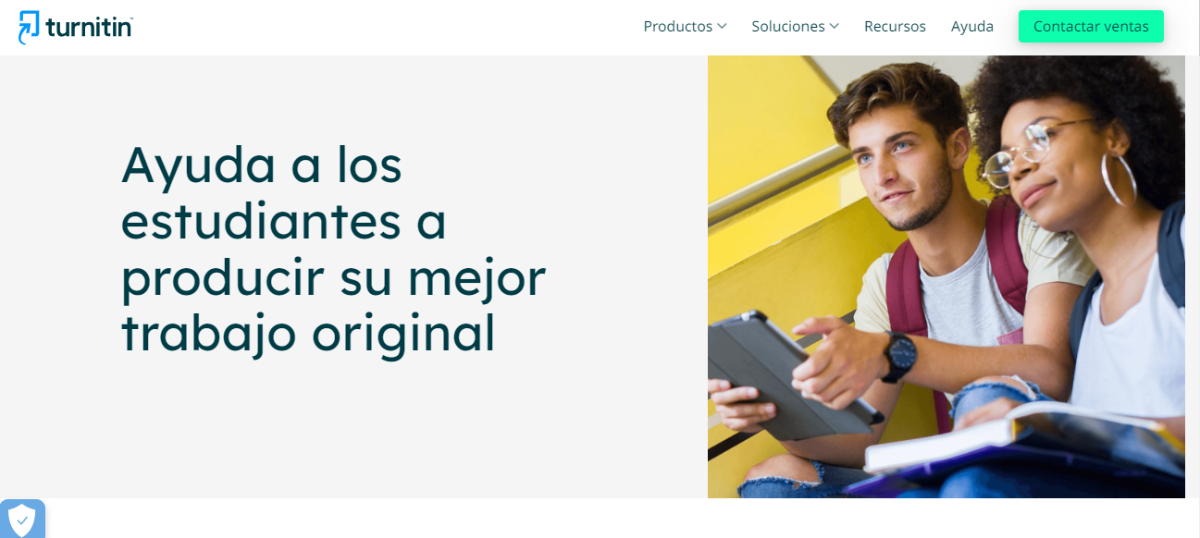 turnitin
Productos
Soluciones
Recursos
Ayuda
Contactar ventas
Ayuda a los
estudiantes a
producir su mejor
trabajo original